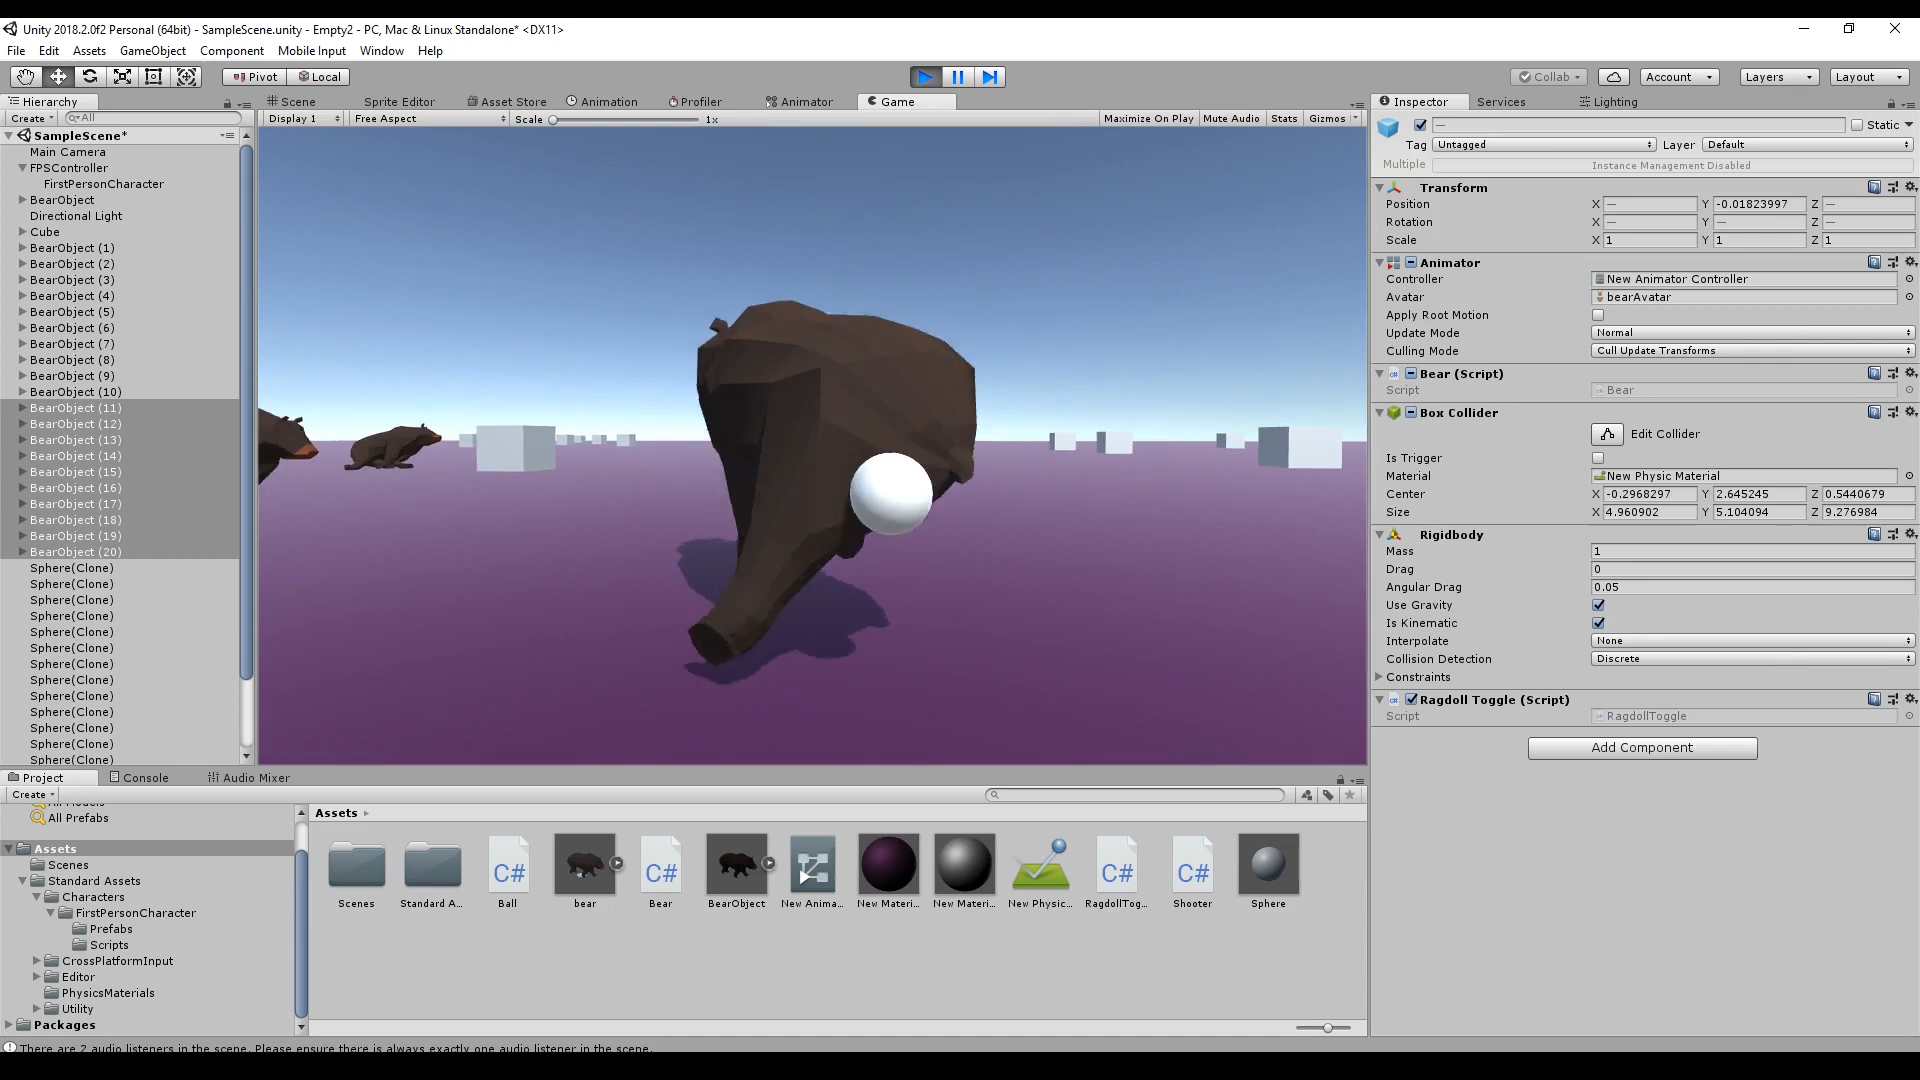 Unity 2018.2.0f2 Personal (64bit) - SampleScene.unity - Empty2 - PC, Mac & Linux Standalone* <DX11>
File Edit Assets GameObject Component Mobile Input Window Help
Pivot Local Collab Account Layers Layout
Hierarchy Scene Sprite Editor Asset Store Animation Profiler Animator Game Inspector Services Lighting
Create All Display 1 Free Aspect Scale 1x Maximize On Play Mute Audio Stats Gizmos
SampleScene*
Main Camera
FPSController
FirstPersonCharacter
BearObject
Directional Light
Cube
BearObject (1)
BearObject (2)
BearObject (3)
BearObject (4)
BearObject (5)
BearObject (6)
BearObject (7)
BearObject (8)
BearObject (9)
BearObject (10)
BearObject (11)
BearObject (12)
BearObject (13)
BearObject (14)
BearObject (15)
BearObject (16)
BearObject (17)
BearObject (18)
BearObject (19)
BearObject (20)
Sphere(Clone)
Sphere(Clone)
Sphere(Clone)
Sphere(Clone)
Sphere(Clone)
Sphere(Clone)
Sphere(Clone)
Sphere(Clone)
Sphere(Clone)
Sphere(Clone)
Sphere(Clone)
Sphere(Clone)
Sphere(Clone)
— Static
Tag Untagged Layer Default
Multiple Instance Management Disabled
Transform
Position X — Y -0.01823997 Z —
Rotation X — Y — Z —
Scale X 1 Y 1 Z 1
Animator
Controller New Animator Controller
Avatar bearAvatar
Apply Root Motion
Update Mode Normal
Culling Mode Cull Update Transforms
Bear (Script)
Script Bear
Box Collider
Edit Collider
Is Trigger
Material New Physic Material
Center X -0.2968297 Y 2.645245 Z 0.5440679
Size X 4.960902 Y 5.104094 Z 9.276984
Rigidbody
Mass 1
Drag 0
Angular Drag 0.05
Use Gravity
Is Kinematic
Interpolate None
Collision Detection Discrete
Constraints
Ragdoll Toggle (Script)
Script RagdollToggle
Add Component
Project Console Audio Mixer
Create
All Models
All Prefabs
Assets
Scenes
Standard Assets
Characters
FirstPersonCharacter
Prefabs
Scripts
CrossPlatformInput
Editor
PhysicsMaterials
Utility
Packages
Assets
C# C# C# C#
Scenes Standard A... Ball bear Bear BearObject New Anima... New Materi... New Materi... New Physic... RagdollTog... Shooter Sphere
There are 2 audio listeners in the scene. Please ensure there is always exactly one audio listener in the scene.